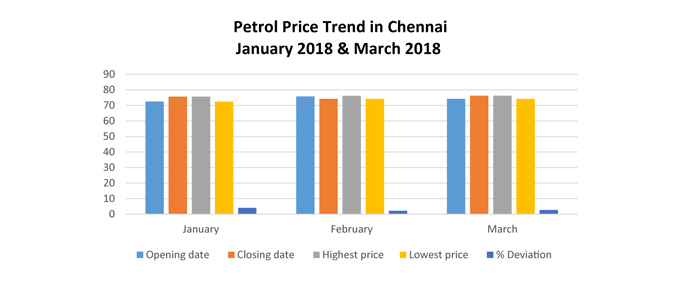 Petrol Price Trend in Chennai
January 2018 & March 2018
90
80
70
60
50
40
30
20
10
0
January February March
Opening date Closing date Highest price Lowest price % Deviation